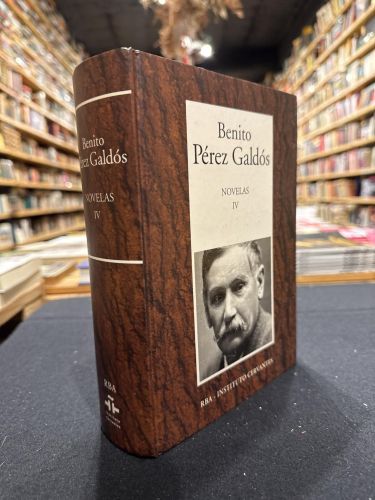 Benito
Pérez Galdós
NOVELAS
IV
RBA
Benito
Pérez Galdós
NOVELAS
IV
RBA · INSTITUTO CERVANTES